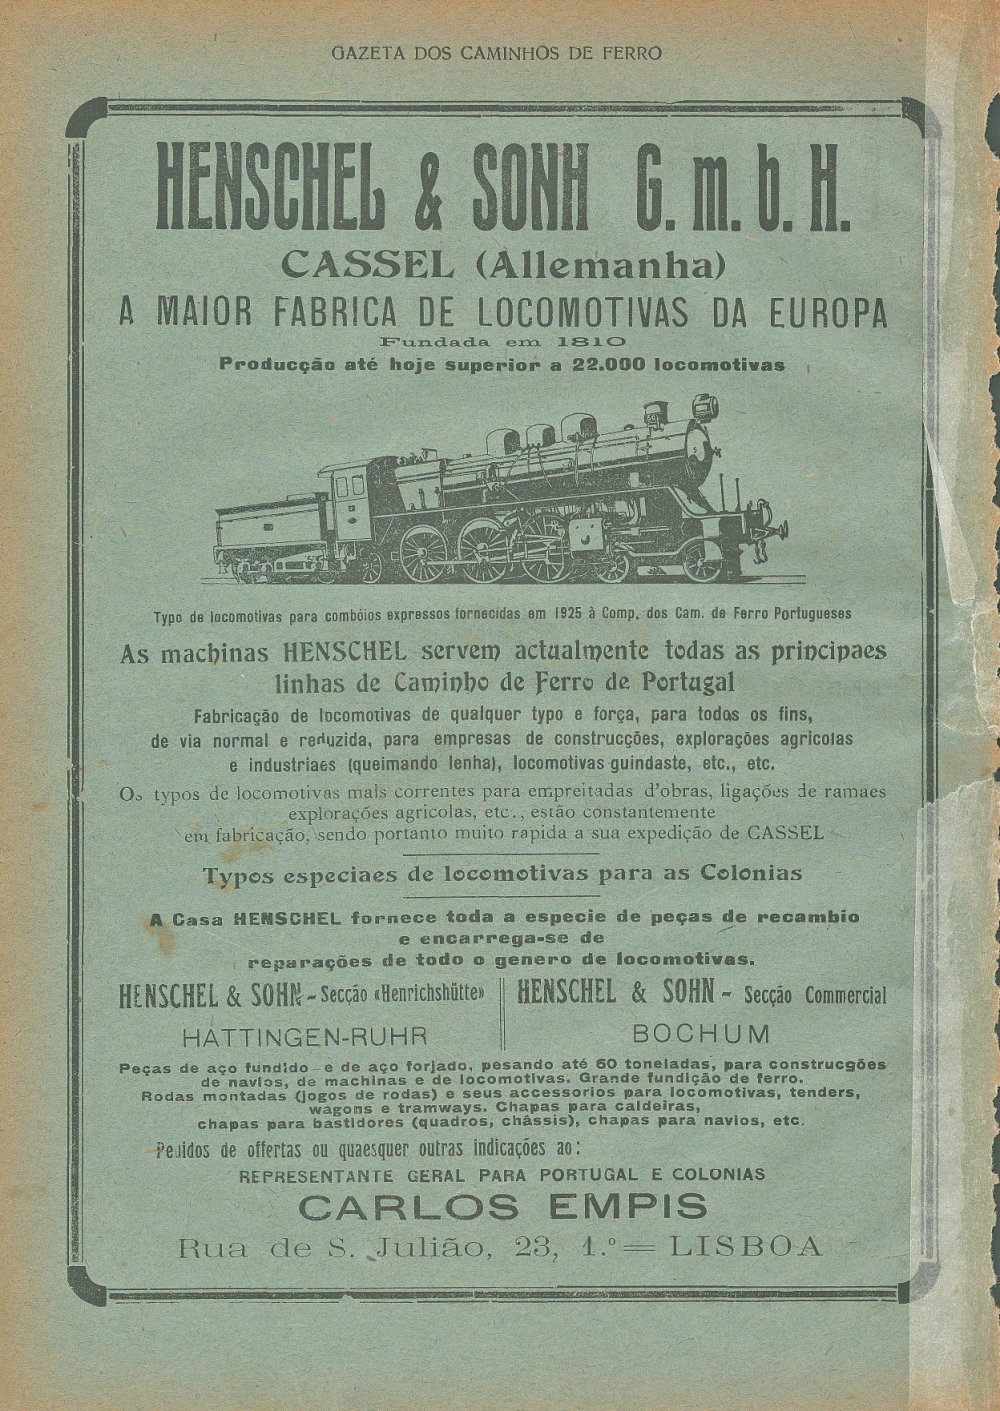 GAZETA DOS CAMINHOS DE FERRO
HENSCHEL & SOHN G. m. b. H.
CASSEL (Allemanha)
A MAIOR FABRICA DE LOCOMOTIVAS DA EUROPA
Fundada em 1810
Producção até hoje superior a 22.000 locomotivas
Typo de locomotivas para combóios expressos fornecidas em 1925 à Comp. dos Cam. de Ferro Portugueses
As machinas HENSCHEL servem actualmente todas as principaes
linhas de Caminho de Ferro de Portugal
Fabricação de locomotivas de qualquer typo e força, para todos os fins,
de via normal e reduzida, para empresas de construcções, explorações agricolas
e industriaes (queimando lenha), locomotivas guindaste, etc., etc.
Os typos de locomotivas mais correntes para empreitadas d'obras, ligações de ramaes
explorações agricolas, etc., estão constantemente
em fabricação, sendo portanto muito rapida a sua expedição de CASSEL
Typos especiaes de locomotivas para as Colonias
A Casa HENSCHEL fornece toda a especie de peças de recambio
e encarrega-se de
reparações de todo o genero de locomotivas.
HENSCHEL & SOHN - Secção «Henrichshütte»
HATTINGEN-RUHR
HENSCHEL & SOHN - Secção Commercial
BOCHUM
Peças de aço fundido e de aço forjado, pesando até 60 toneladas, para construcções
de navios, de machinas e de locomotivas. Grande fundição de ferro.
Rodas montadas (jogos de rodas) e seus accessorios para locomotivas, tenders,
wagons e tramways. Chapas para caldeiras,
chapas para bastidores (quadros, châssis), chapas para navios, etc.
Pedidos de offertas ou quaesquer outras indicações ao:
REPRESENTANTE GERAL PARA PORTUGAL E COLONIAS
CARLOS EMPIS
Rua de S. Julião, 23, 1.º = LISBOA